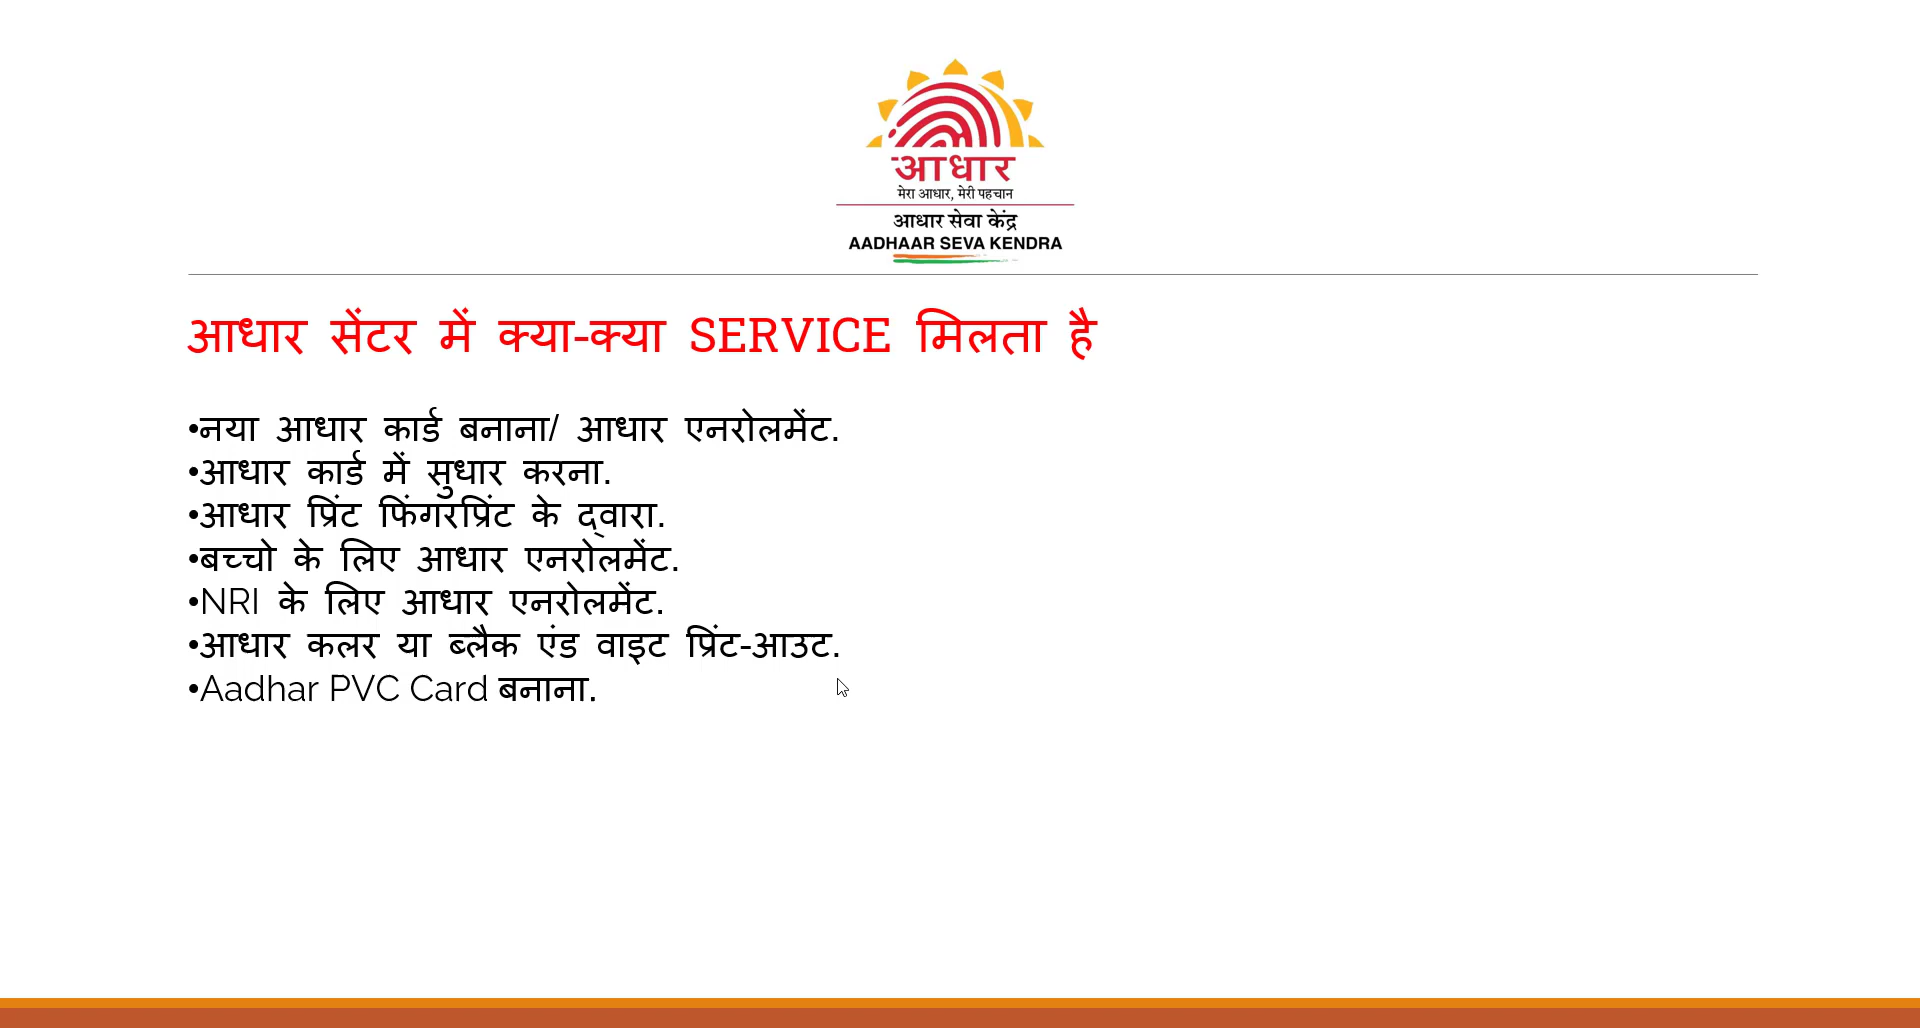 आधार
मेरा आधार, मेरी पहचान
आधार सेवा केंद्र
AADHAAR SEVA KENDRA
आधार सेंटर में क्या-क्या SERVICE मिलता है
•नया आधार कार्ड बनाना/ आधार एनरोलमेंट.
•आधार कार्ड में सुधार करना.
•आधार प्रिंट फिंगरप्रिंट के द्वारा.
•बच्चो के लिए आधार एनरोलमेंट.
•NRI के लिए आधार एनरोलमेंट.
•आधार कलर या ब्लैक एंड वाइट प्रिंट-आउट.
•Aadhar PVC Card बनाना.